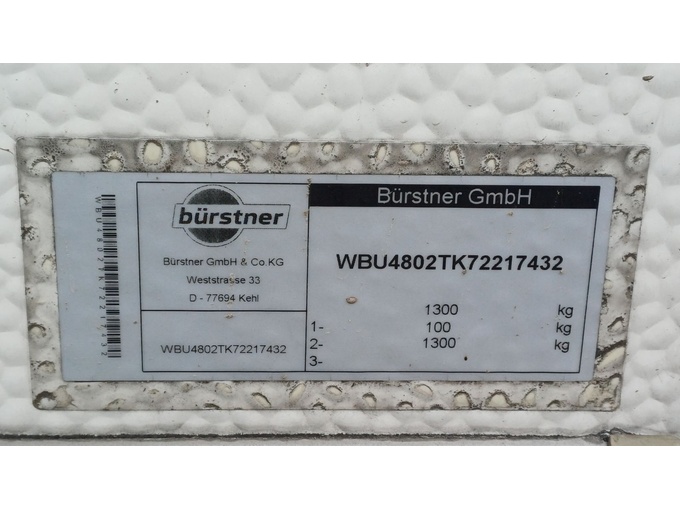 WBU4802TK72217432
bürstner
Bürstner GmbH & Co.KG
Weststrasse 33
D - 77694 Kehl
WBU4802TK72217432
Bürstner GmbH
WBU4802TK72217432
1300 kg
1- 100 kg
2- 1300 kg
3-